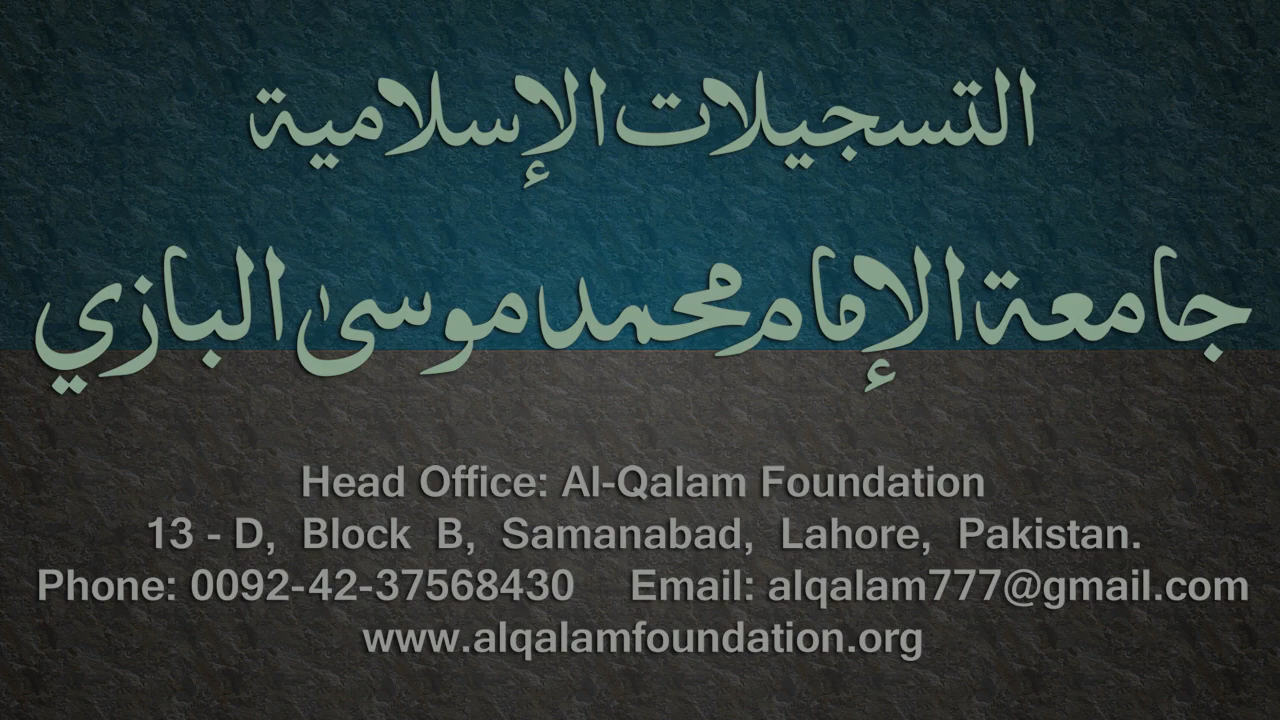 التسجيلات الإسلامية
جامعة الإمام محمد موسىٰ البازي
Head Office: Al-Qalam Foundation
13 - D, Block B, Samanabad, Lahore, Pakistan.
Phone: 0092-42-37568430 Email: alqalam777@gmail.com
www.alqalamfoundation.org